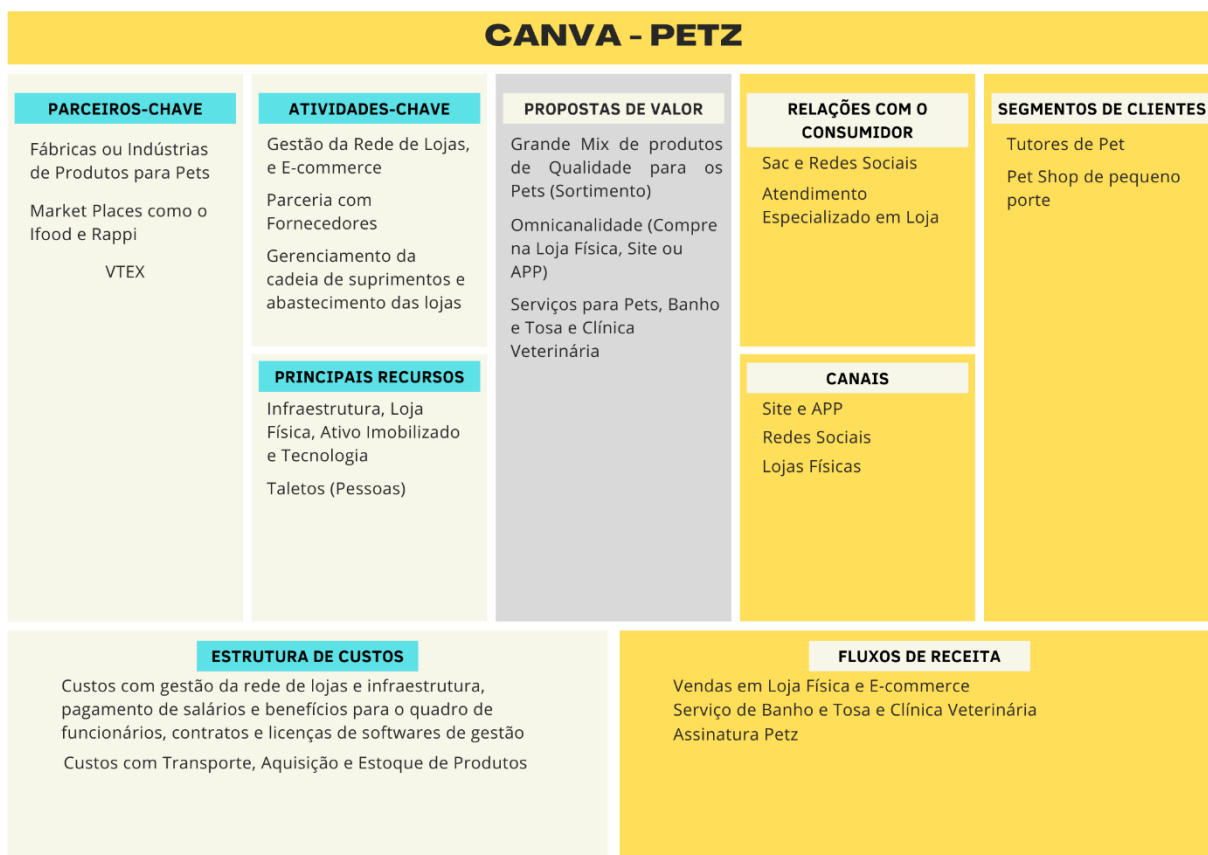 CANVA - PETZ
PARCEIROS-CHAVE
Fábricas ou Indústrias
de Produtos para Pets
Market Places como o
Ifood e Rappi
VTEX
ATIVIDADES-CHAVE
Gestão da Rede de Lojas,
e E-commerce
Parceria com
Fornecedores
Gerenciamento da
cadeia de suprimentos e
abastecimento das lojas
PRINCIPAIS RECURSOS
Infraestrutura, Loja
Física, Ativo Imobilizado
e Tecnologia
Taletos (Pessoas)
PROPOSTAS DE VALOR
Grande Mix de produtos
de Qualidade para os
Pets (Sortimento)
Omnicanalidade (Compre
na Loja Física, Site ou
APP)
Serviços para Pets, Banho
e Tosa e Clínica
Veterinária
RELAÇÕES COM O
CONSUMIDOR
Sac e Redes Sociais
Atendimento
Especializado em Loja
CANAIS
Site e APP
Redes Sociais
Lojas Físicas
SEGMENTOS DE CLIENTES
Tutores de Pet
Pet Shop de pequeno
porte
ESTRUTURA DE CUSTOS
Custos com gestão da rede de lojas e infraestrutura,
pagamento de salários e benefícios para o quadro de
funcionários, contratos e licenças de softwares de gestão
Custos com Transporte, Aquisição e Estoque de Produtos
FLUXOS DE RECEITA
Vendas em Loja Física e E-commerce
Serviço de Banho e Tosa e Clínica Veterinária
Assinatura Petz